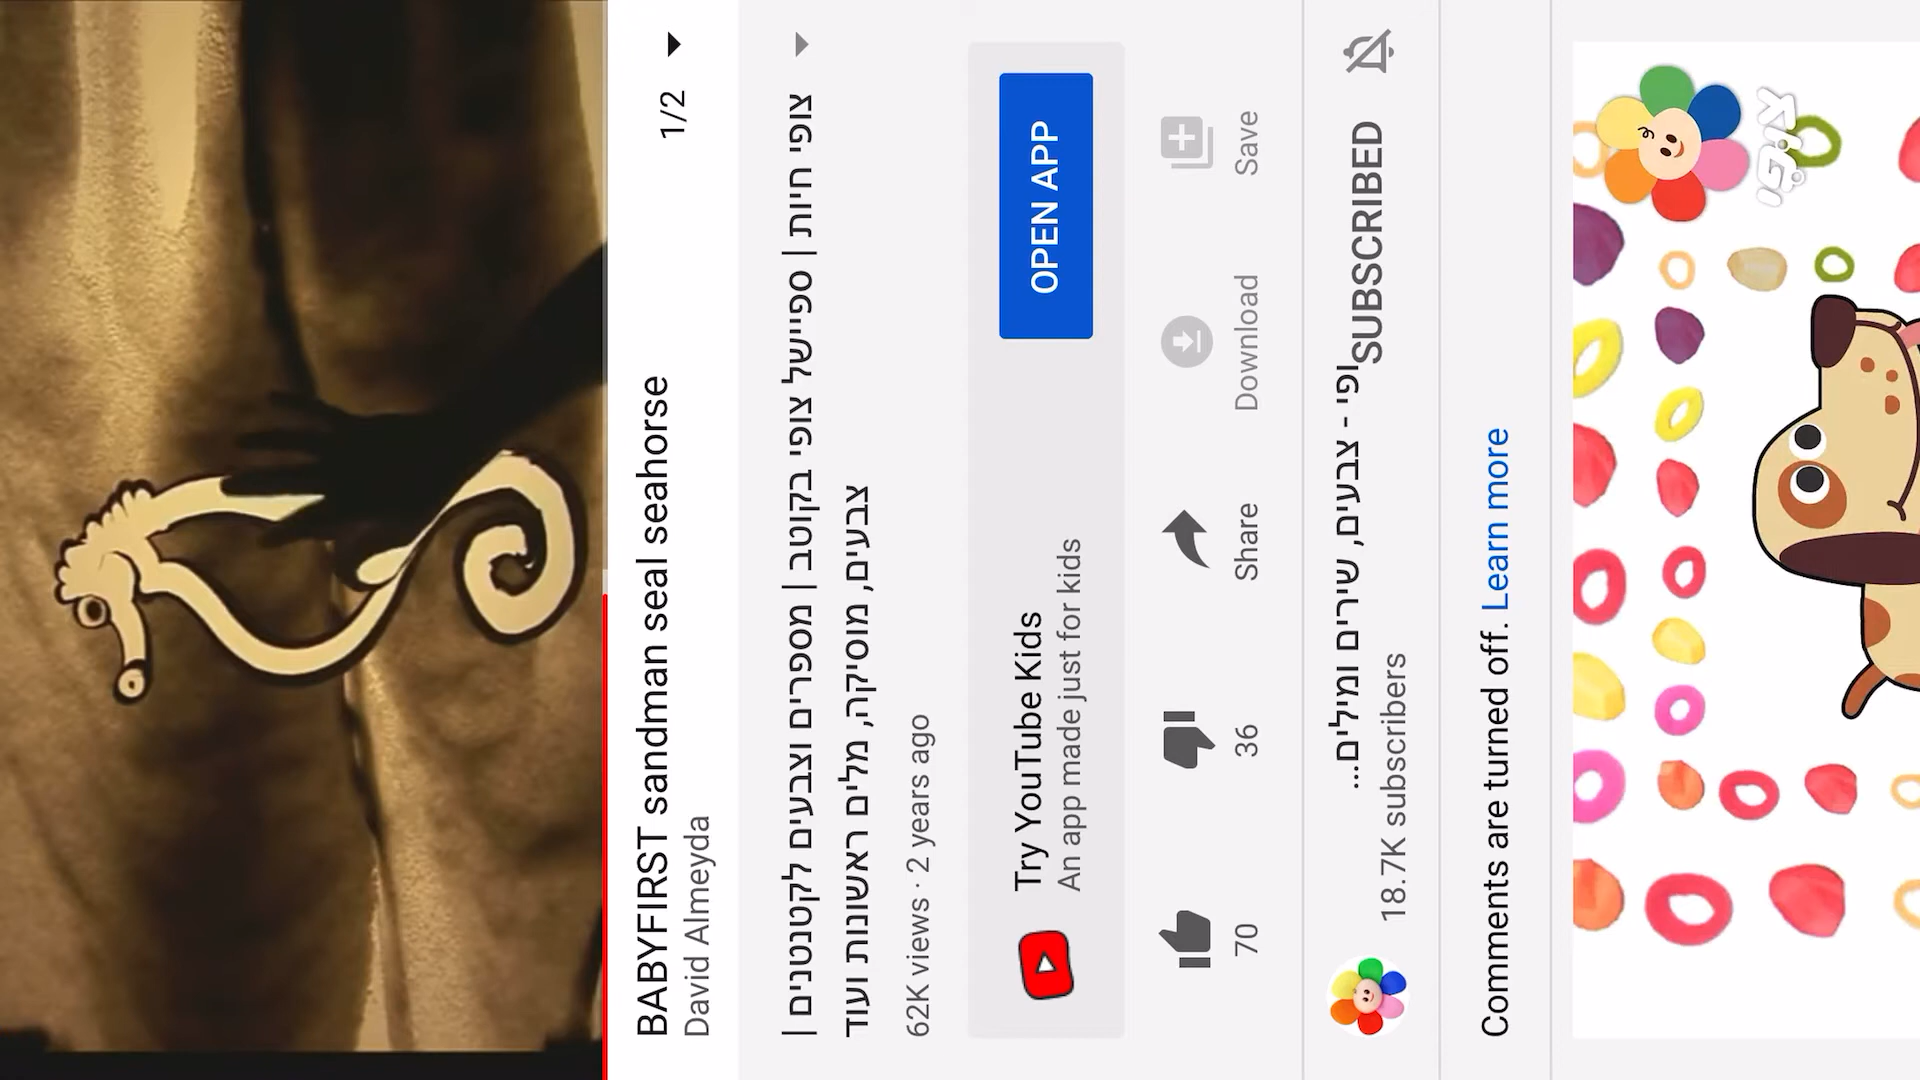 BABYFIRST sandman seal seahorse
1/2
David Almeyda
צופי חיות | ספיישל צופי בקוטב | מספרים וצבעים לקטנטנים |
צבעים, מוסיקה, מלים ראשונות ועוד
62K views · 2 years ago
Try YouTube Kids
An app made just for kids
OPEN APP
70
36
Share
Download
Save
ופי - צבעים, שירים ומילים...
18.7K subscribers
SUBSCRIBED
Comments are turned off. Learn more